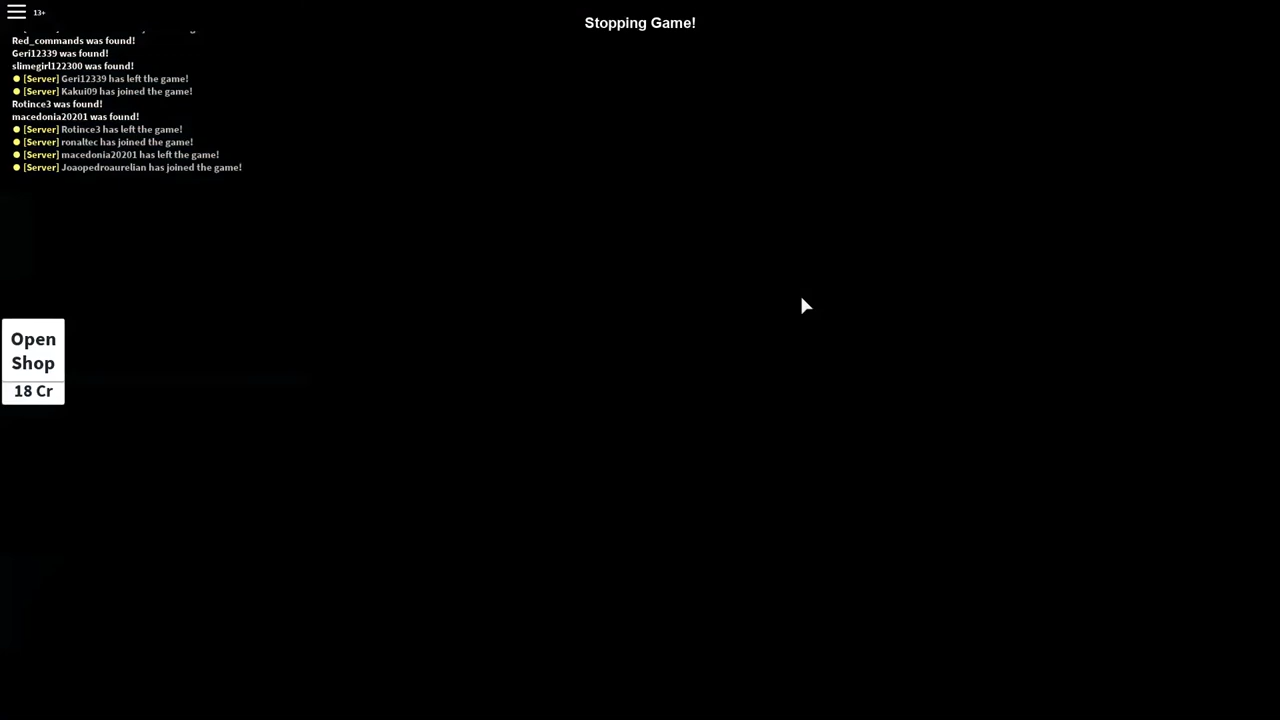 13+
Stopping Game!
Red_commands was found!
Geri12339 was found!
slimegirl122300 was found!
[Server] Geri12339 has left the game!
[Server] Kakui09 has joined the game!
Rotince3 was found!
macedonia20201 was found!
[Server] Rotince3 has left the game!
[Server] ronaltec has joined the game!
[Server] macedonia20201 has left the game!
[Server] Joaopedroaurelian has joined the game!
Open
Shop
18 Cr